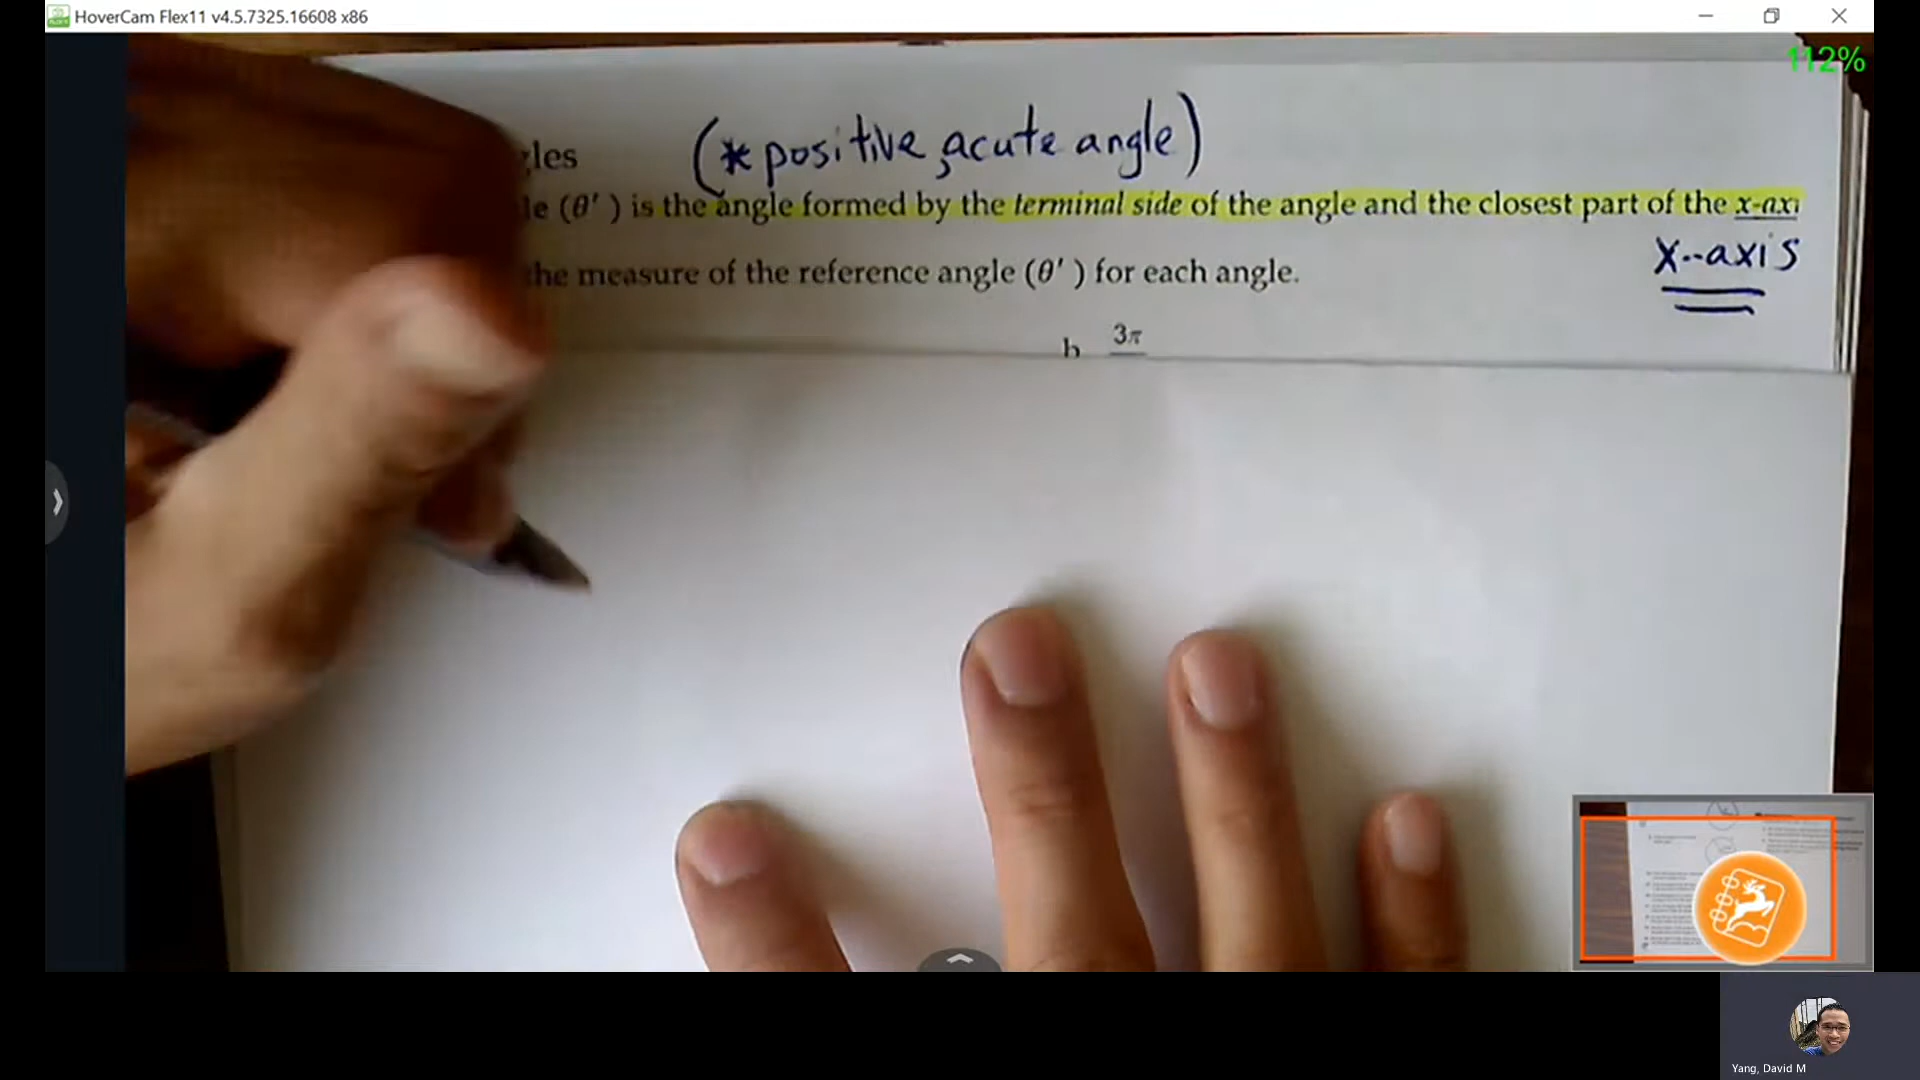 HoverCam Flex11 v4.5.7325.16608 x86
112%
(* positive, acute angle)
gles
le (θ′ ) is the angle formed by the terminal side of the angle and the closest part of the x-axi
x-axis
the measure of the reference angle (θ′ ) for each angle.
b 3π
Yang, David M